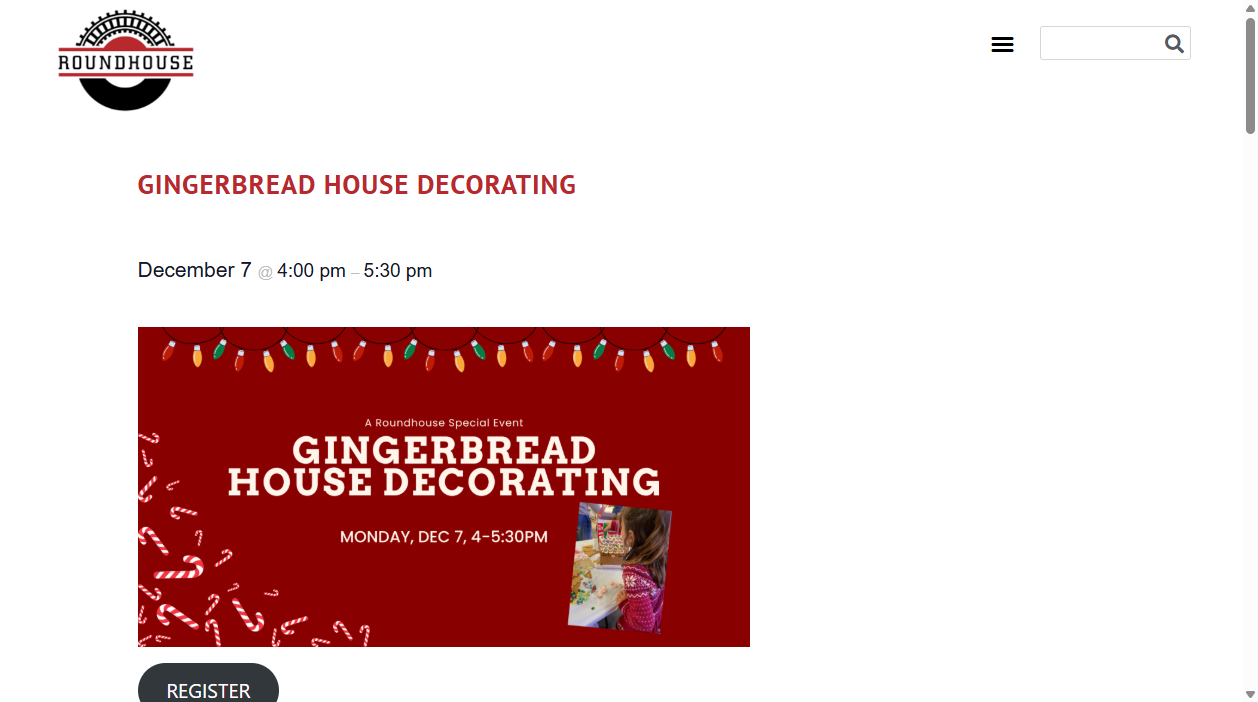 ROUNDHOUSE
GINGERBREAD HOUSE DECORATING
December 7 @ 4:00 pm – 5:30 pm
A Roundhouse Special Event
GINGERBREAD
HOUSE DECORATING
MONDAY, DEC 7, 4-5:30PM
REGISTER